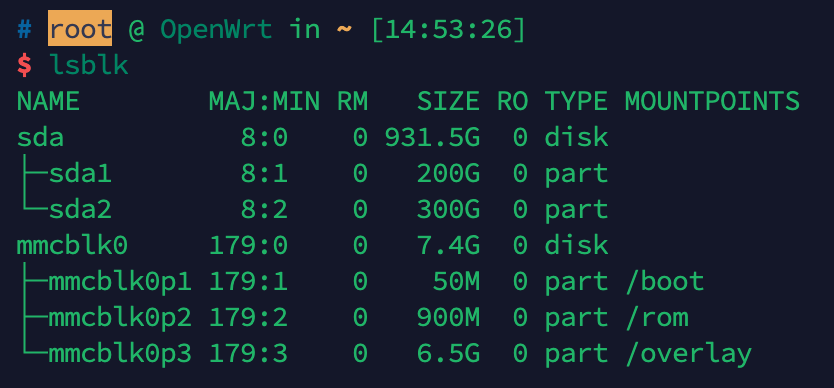 # root @ OpenWrt in ~ [14:53:26]
$ lsblk
NAME        MAJ:MIN RM   SIZE RO TYPE MOUNTPOINTS
sda           8:0    0 931.5G  0 disk
├─sda1        8:1    0   200G  0 part
└─sda2        8:2    0   300G  0 part
mmcblk0     179:0    0   7.4G  0 disk
├─mmcblk0p1 179:1    0    50M  0 part /boot
├─mmcblk0p2 179:2    0   900M  0 part /rom
└─mmcblk0p3 179:3    0   6.5G  0 part /overlay